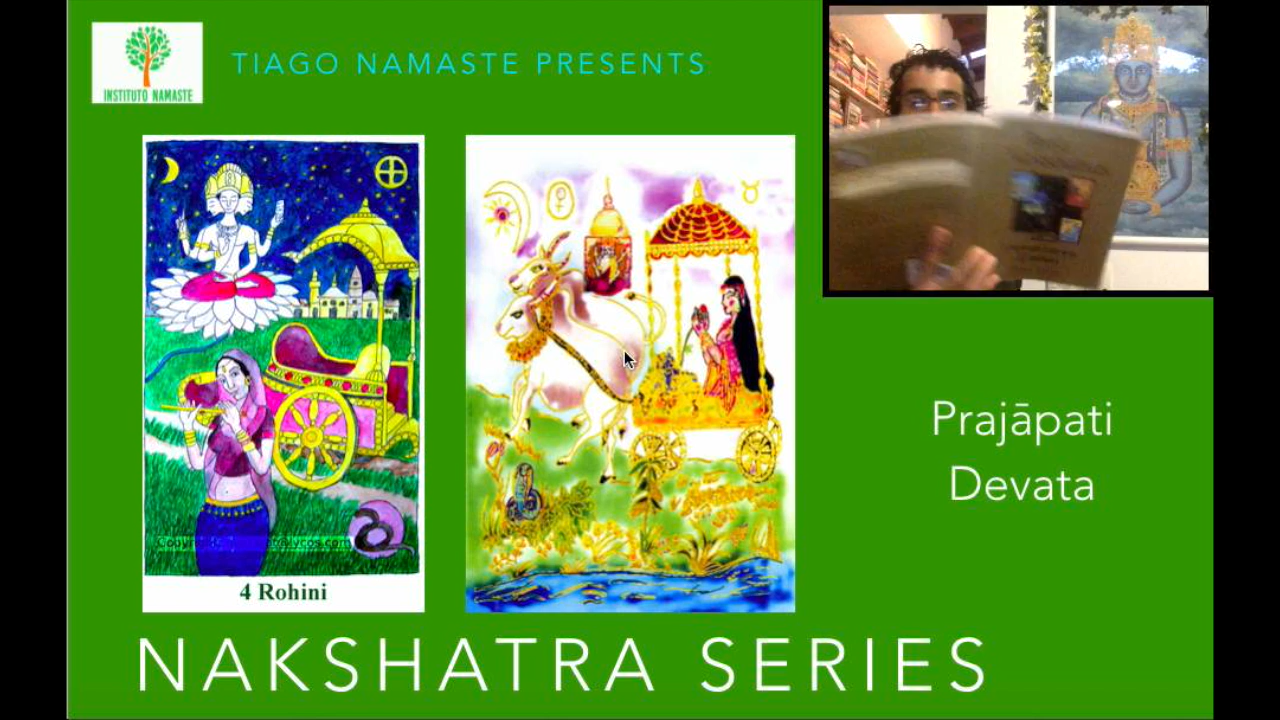 INSTITUTO NAMASTE
TIAGO NAMASTE PRESENTS
4 Rohini
Prajāpati
Devata
NAKSHATRA SERIES